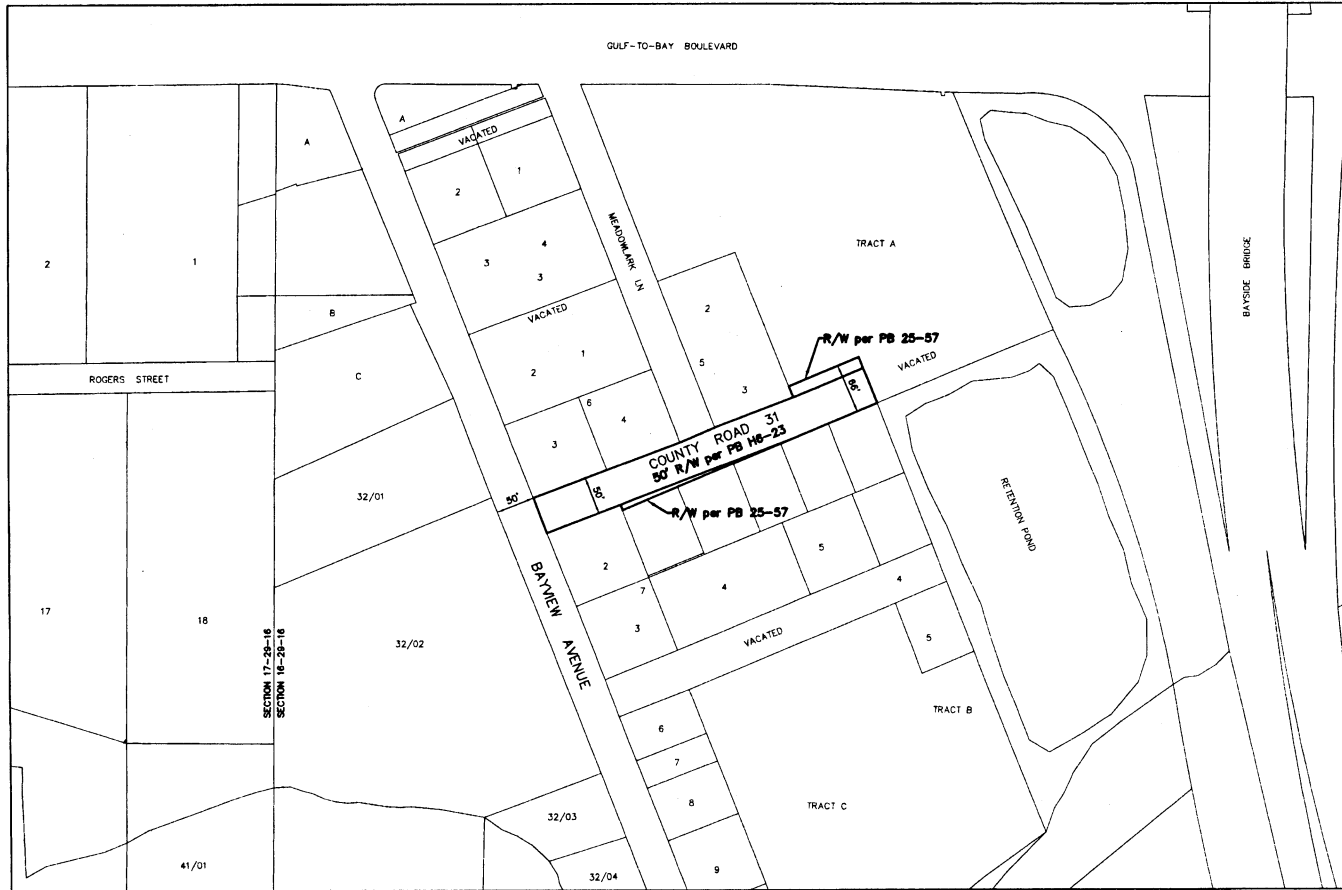 GULF-TO-BAY BOULEVARD
A
VACATED
A
1
2
MEADOWLARK LN
4
TRACT A
3
3
2
1
BAYSIDE BRIDGE
B
2
VACATED
1
R/W per PB 25-57
5
VACATED
ROGERS STREET
C
2
3
66'
6
4
3
COUNTY ROAD 31
50' R/W per PB H6-23
32/01
50'
50'
R/W per PB 25-57
RETENTION POND
5
2
BAYVIEW AVENUE
4
7
4
17
18
3
SECTION 17-29-16
SECTION 16-29-16
32/02
VACATED
5
TRACT B
6
7
8
TRACT C
32/03
41/01
32/04
9